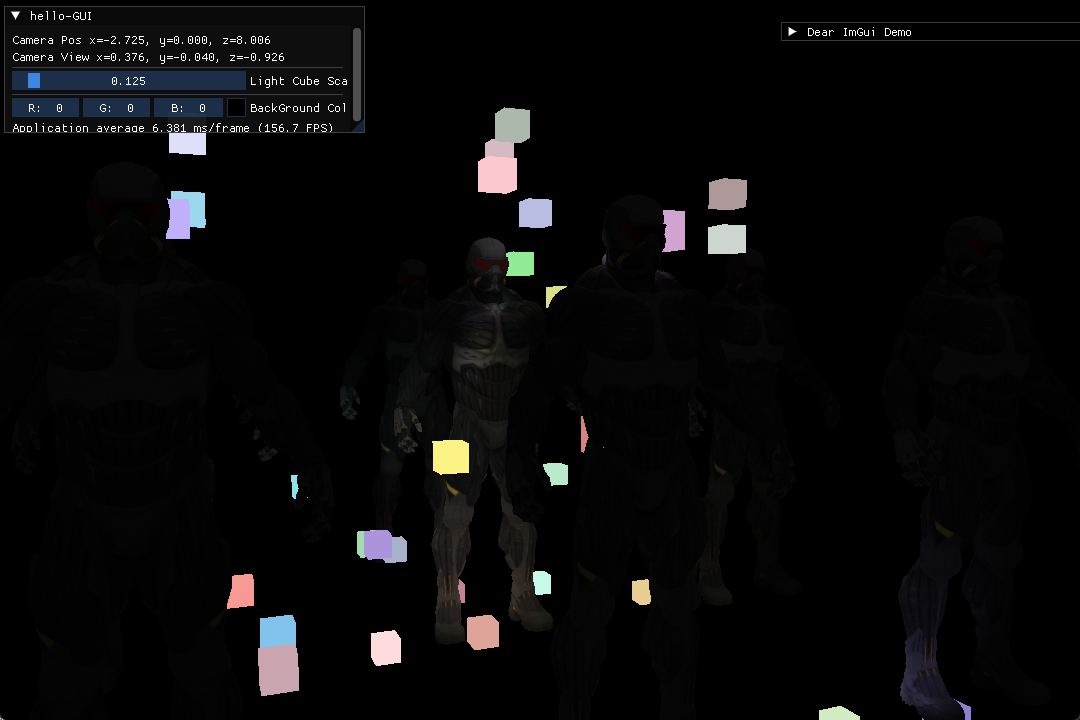 hello-GUI
Camera Pos x=-2.725, y=0.000, z=8.006
Camera View x=0.376, y=-0.040, z=-0.926
0.125 Light Cube Sca
R: 0 G: 0 B: 0 BackGround Col
Application average 6.381 ms/frame (156.7 FPS)
Dear ImGui Demo